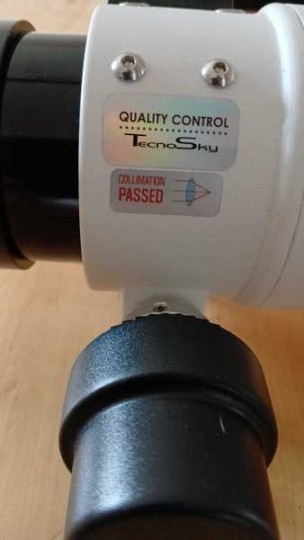 QUALITY CONTROL
TecnoSky
COLLIMATION
PASSED